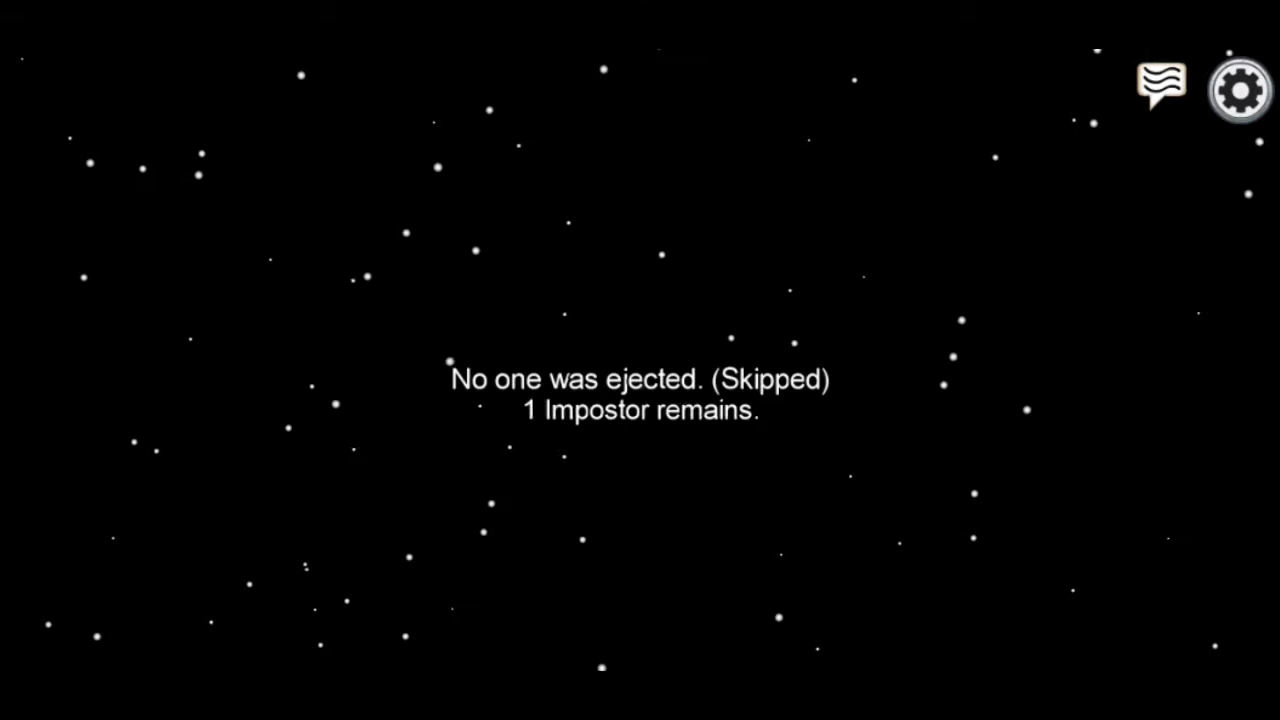 No one was ejected. (Skipped)
1 Impostor remains.